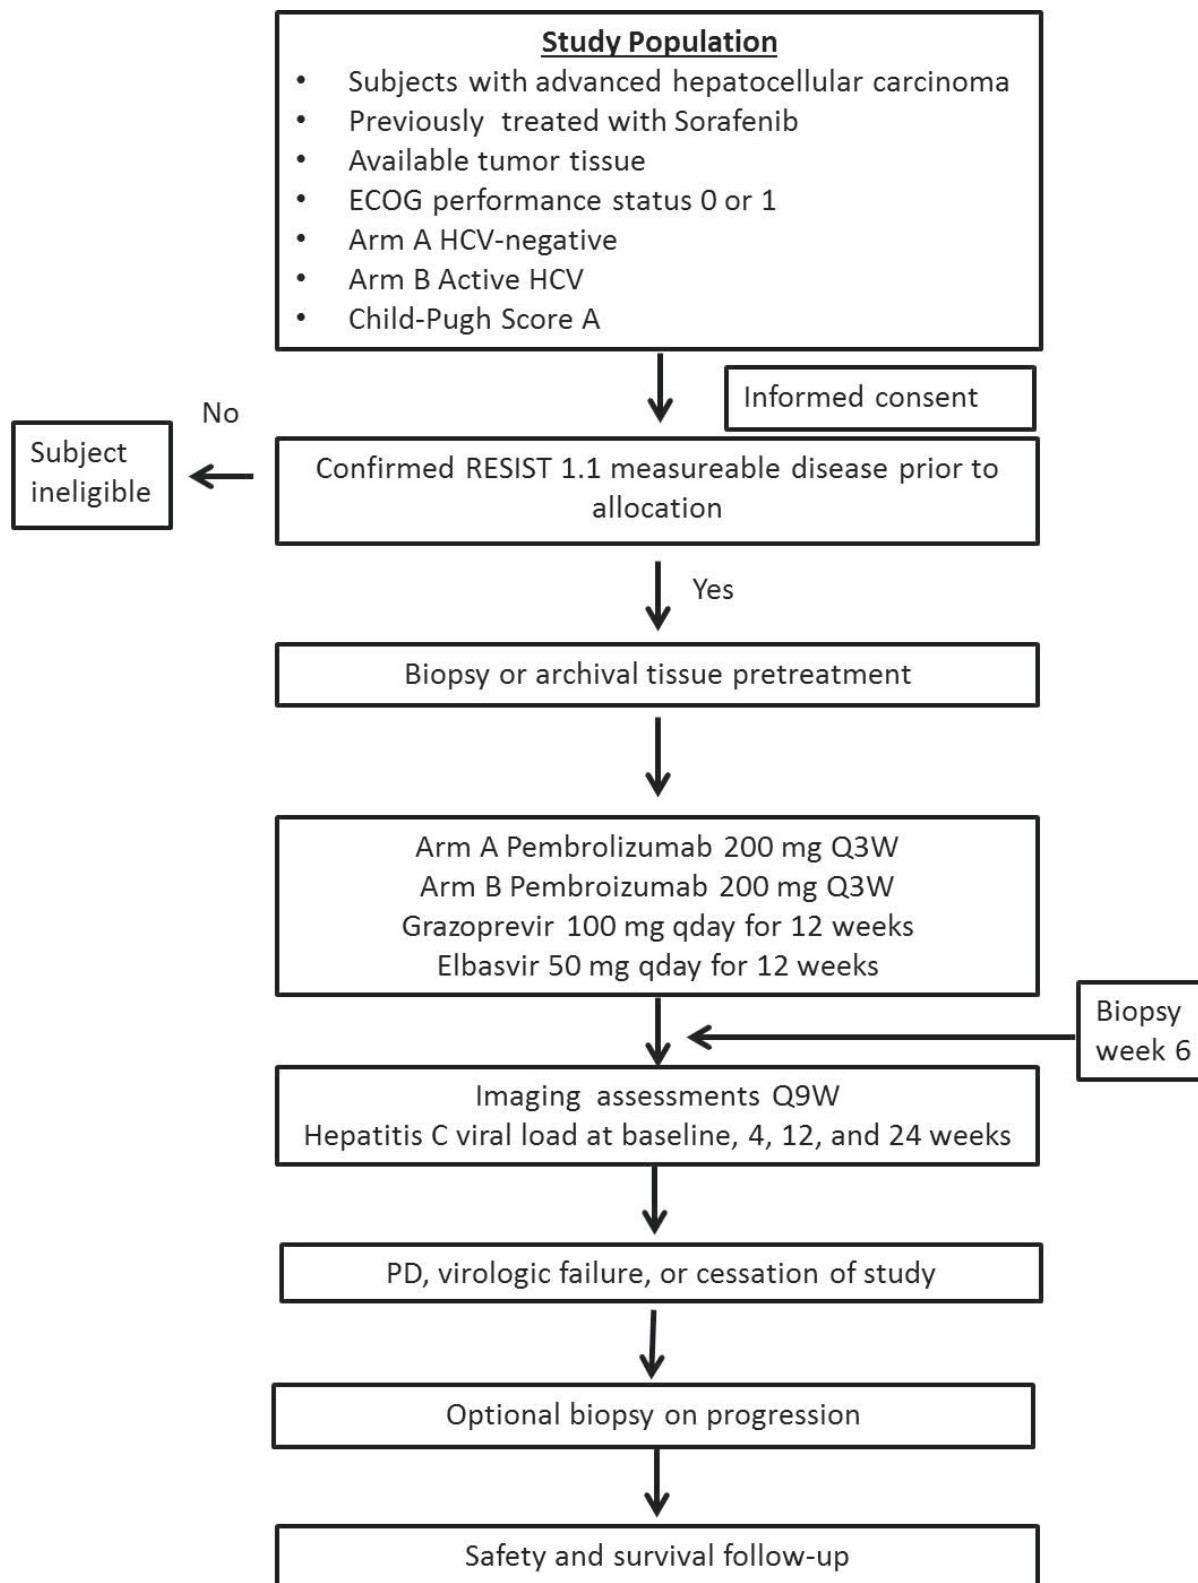 Study Population
• Subjects with advanced hepatocellular carcinoma
• Previously treated with Sorafenib
• Available tumor tissue
• ECOG performance status 0 or 1
• Arm A HCV-negative
• Arm B Active HCV
• Child-Pugh Score A
Informed consent
No
Subject
ineligible
Confirmed RESIST 1.1 measureable disease prior to
allocation
Yes
Biopsy or archival tissue pretreatment
Arm A Pembrolizumab 200 mg Q3W
Arm B Pembroizumab 200 mg Q3W
Grazoprevir 100 mg qday for 12 weeks
Elbasvir 50 mg qday for 12 weeks
Biopsy
week 6
Imaging assessments Q9W
Hepatitis C viral load at baseline, 4, 12, and 24 weeks
PD, virologic failure, or cessation of study
Optional biopsy on progression
Safety and survival follow-up